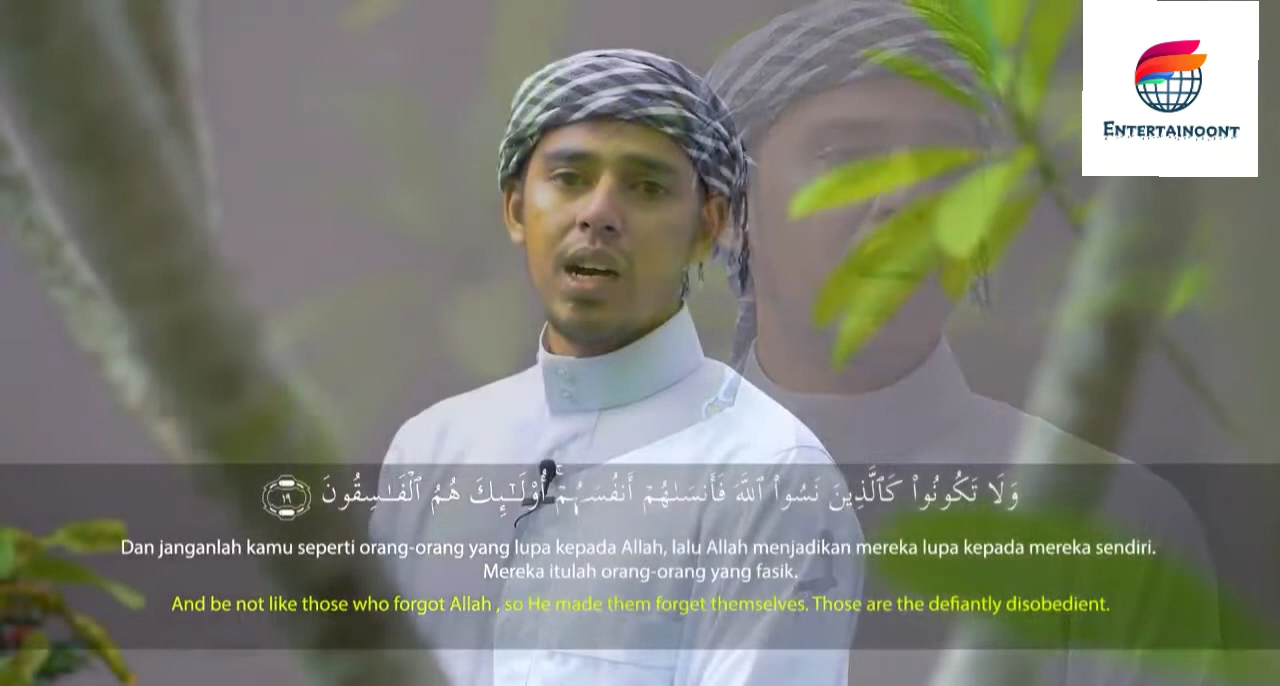 ENTERTAINOONT
وَلَا تَكُونُوا۟ كَٱلَّذِينَ نَسُوا۟ ٱللَّهَ فَأَنسَىٰهُمْ أَنفُسَهُمْ ۚ أُو۟لَـٰٓئِكَ هُمُ ٱلْفَـٰسِقُونَ ١٩
Dan janganlah kamu seperti orang-orang yang lupa kepada Allah, lalu Allah menjadikan mereka lupa kepada mereka sendiri.
Mereka itulah orang-orang yang fasik.
And be not like those who forgot Allah , so He made them forget themselves. Those are the defiantly disobedient.